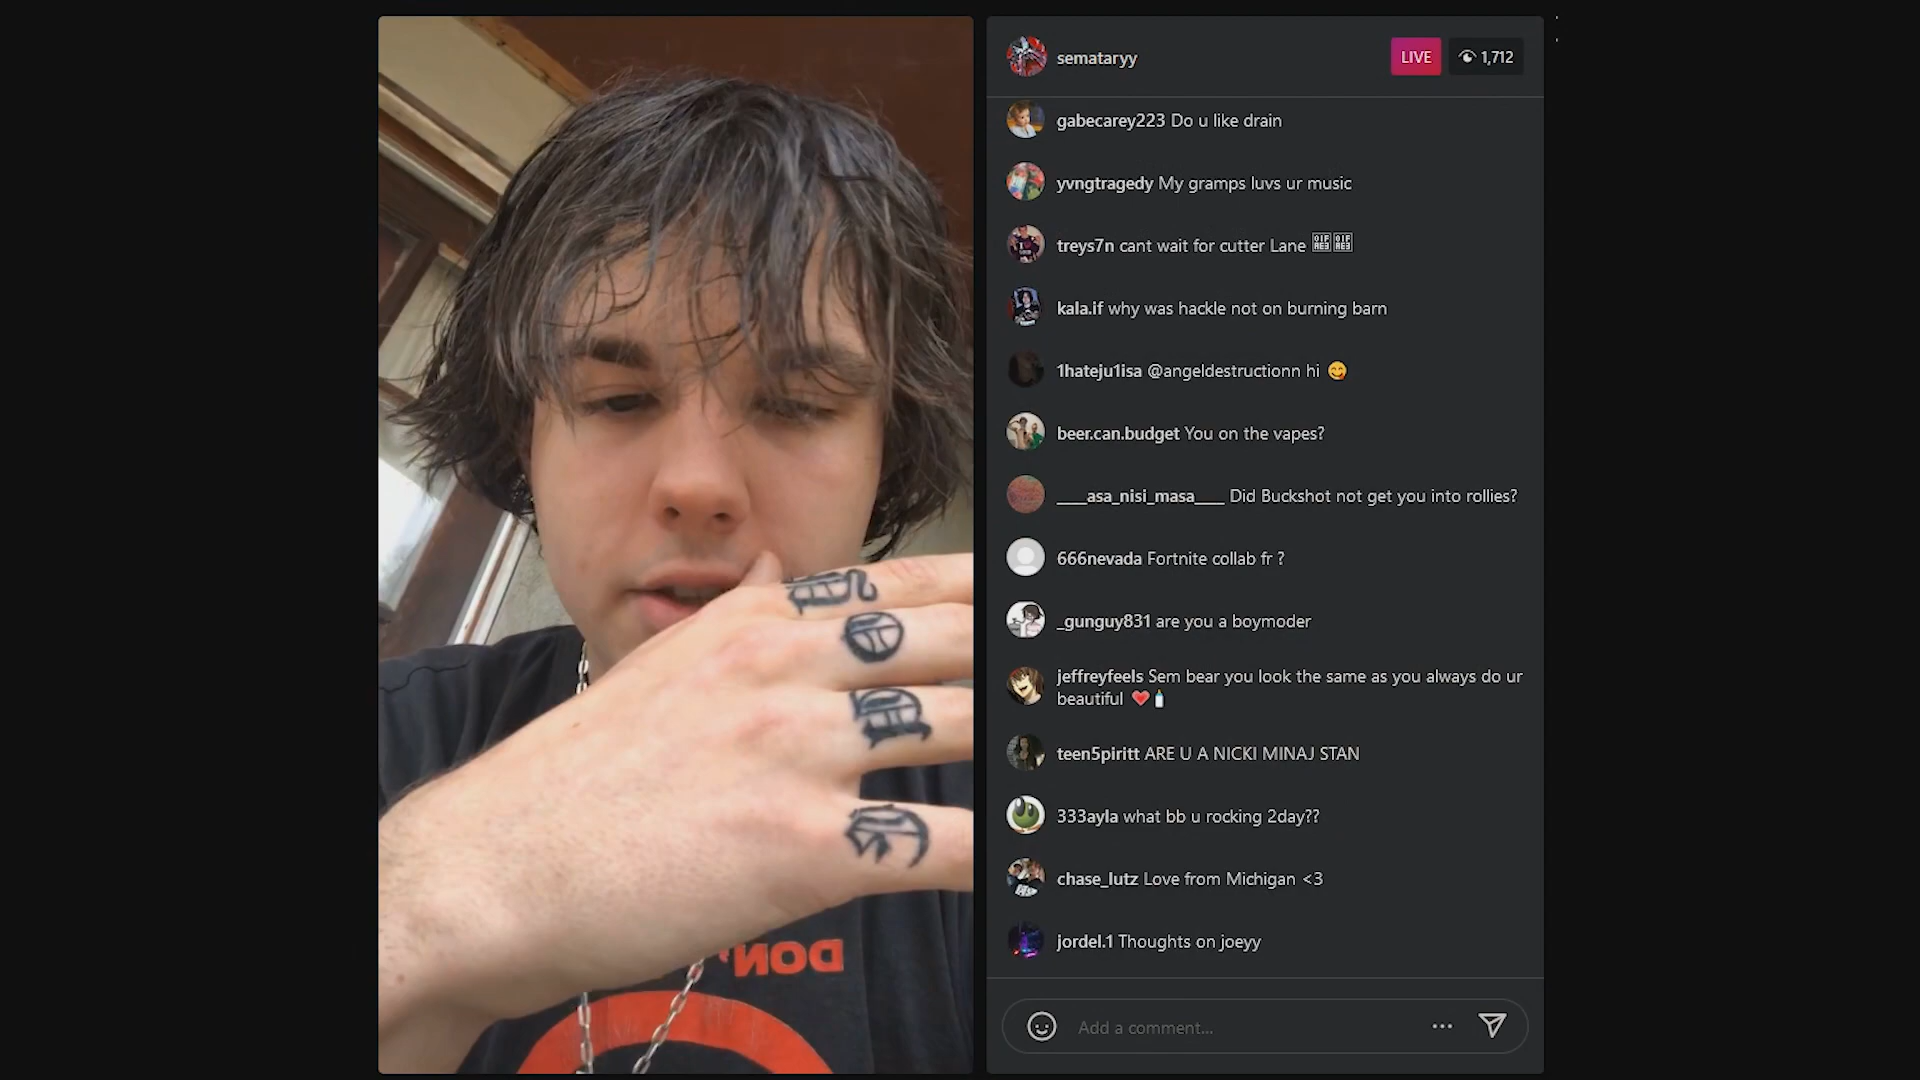 semataryy
LIVE
1,712
gabecarey223 Do u like drain
yvngtragedy My gramps luvs ur music
treys7n cant wait for cutter Lane
kala.if why was hackle not on burning barn
1hateju1isa @angeldestructionn hi 😋
beer.can.budget You on the vapes?
____asa_nisi_masa____ Did Buckshot not get you into rollies?
666nevada Fortnite collab fr ?
_gunguy831 are you a boymoder
jeffreyfeels Sem bear you look the same as you always do ur
beautiful ❤️🍼
teen5piritt ARE U A NICKI MINAJ STAN
333ayla what bb u rocking 2day??
chase_lutz Love from Michigan <3
jordel.1 Thoughts on joeyy
Add a comment...
DON'